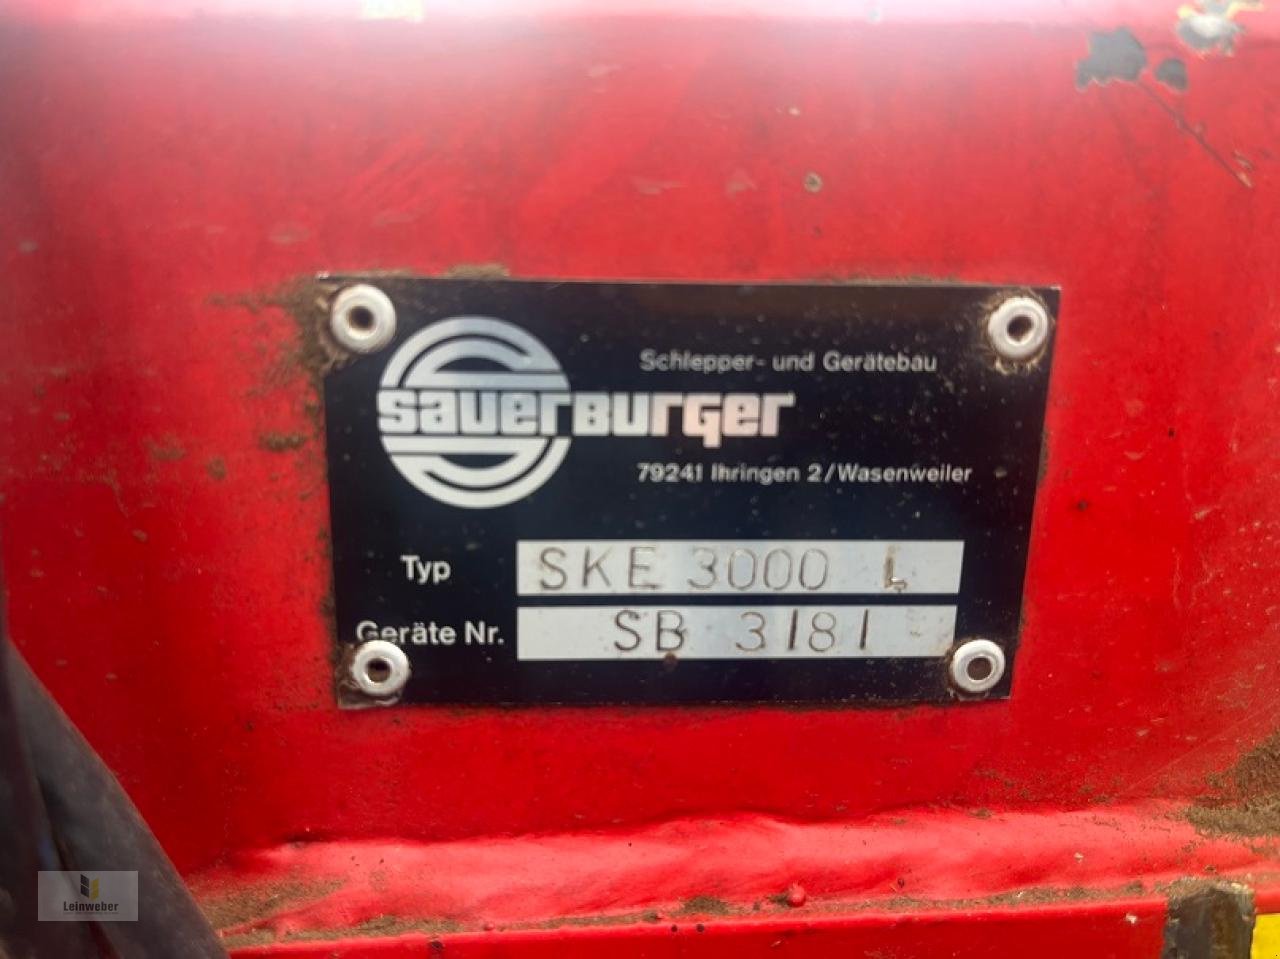 Schlepper- und Gerätebau
sauerburger
79241 Ihringen 2/Wasenweiler
Typ SKE 3000 L
Geräte Nr. SB 3181
Leinweber